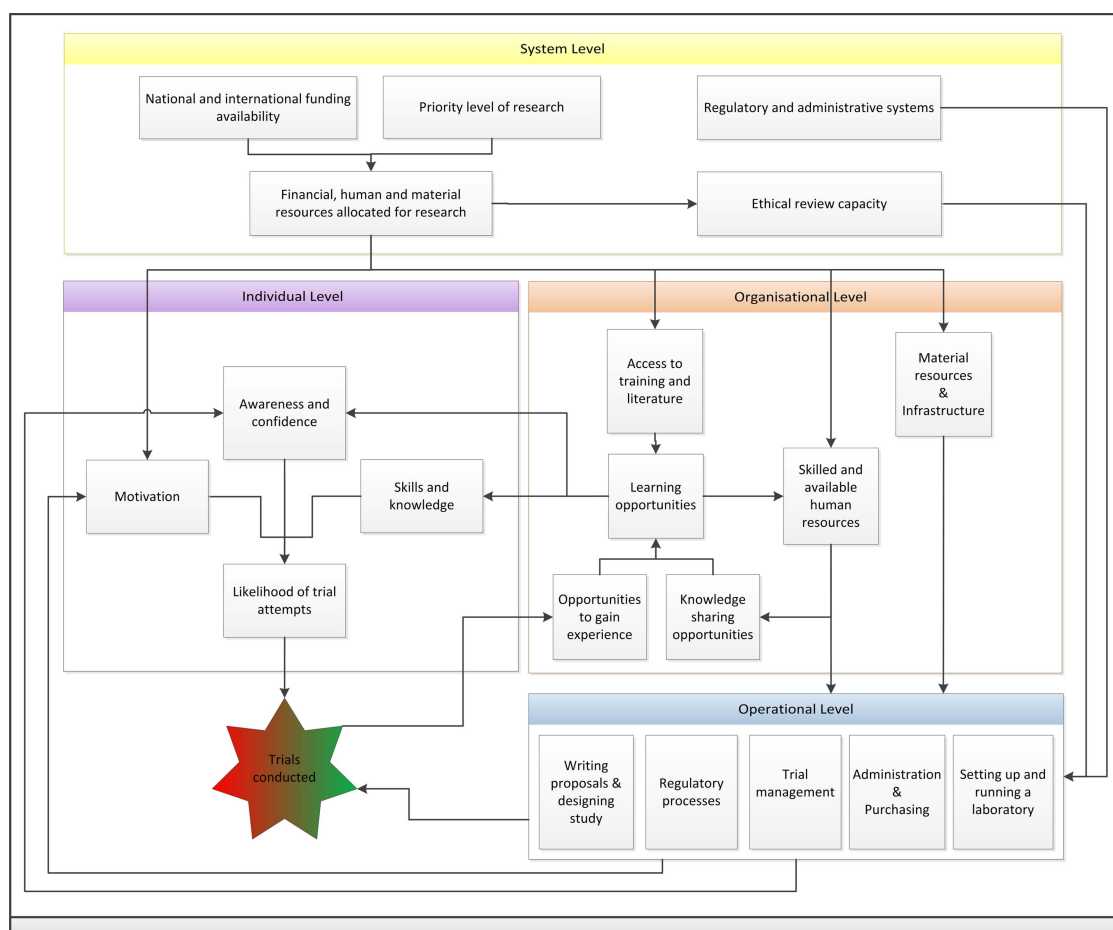 System Level
National and international funding
availability
Priority level of research
Regulatory and administrative systems
Financial, human and material
resources allocated for research
Ethical review capacity
Individual Level
Organisational Level
Access to
training and
literature
Material
resources
&
Infrastructure
Awareness and
confidence
Motivation
Skills and
knowledge
Learning
opportunities
Skilled and
available
human
resources
Likelihood of trial
attempts
Opportunities
to gain
experience
Knowledge
sharing
opportunities
Trials
conducted
Operational Level
Writing
proposals &
designing
study
Regulatory
processes
Trial
management
Administration
&
Purchasing
Setting up and
running a
laboratory